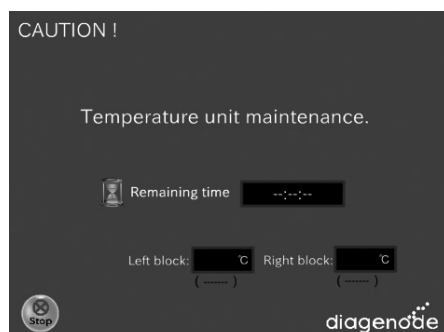 CAUTION !
Temperature unit maintenance.
Remaining time --:--:--
Left block: ℃ Right block: ℃
( ------- ) ( ------- )
Stop
diagenode